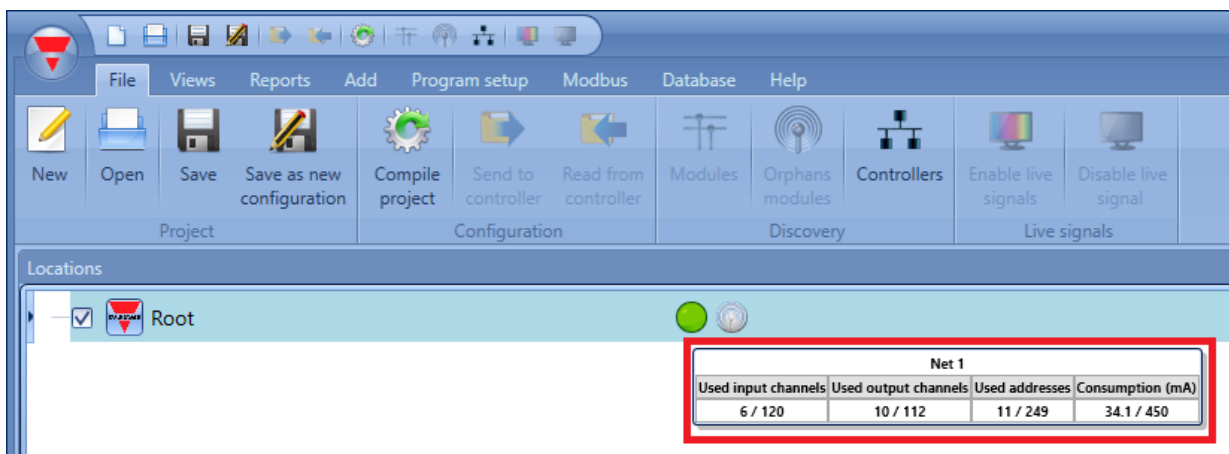 File Views Reports Add Program setup Modbus Database Help
New Open Save Save as new Compile Send to Read from Modules Orphans Controllers Enable live Disable live
configuration project controller controller modules signals signal
Project Configuration Discovery Live signals
Locations
Root
Net 1
Used input channels Used output channels Used addresses Consumption (mA)
6 / 120 10 / 112 11 / 249 34.1 / 450